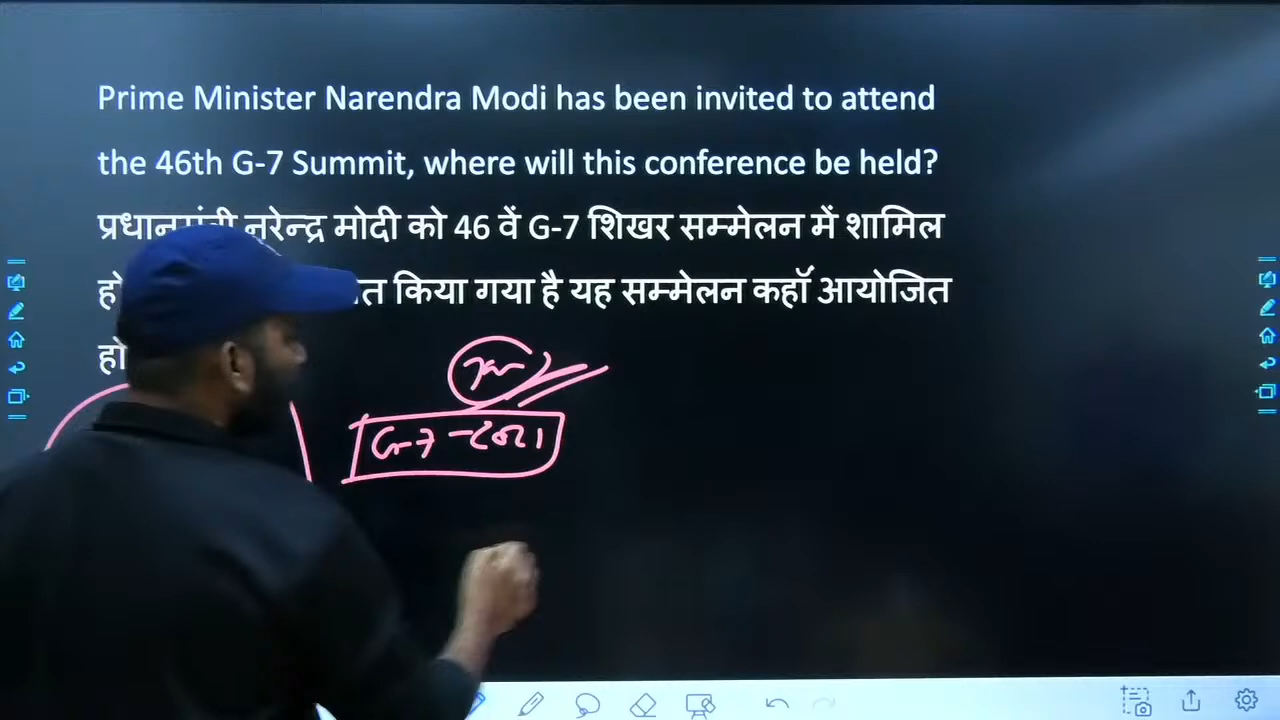 Prime Minister Narendra Modi has been invited to attend
the 46th G-7 Summit, where will this conference be held?
नरेन्द्र मोदी को 46 वें G-7 शिखर सम्मेलन में शामिल
किया गया है यह सम्मेलन कहाॅ आयोजित
G-7 -2021